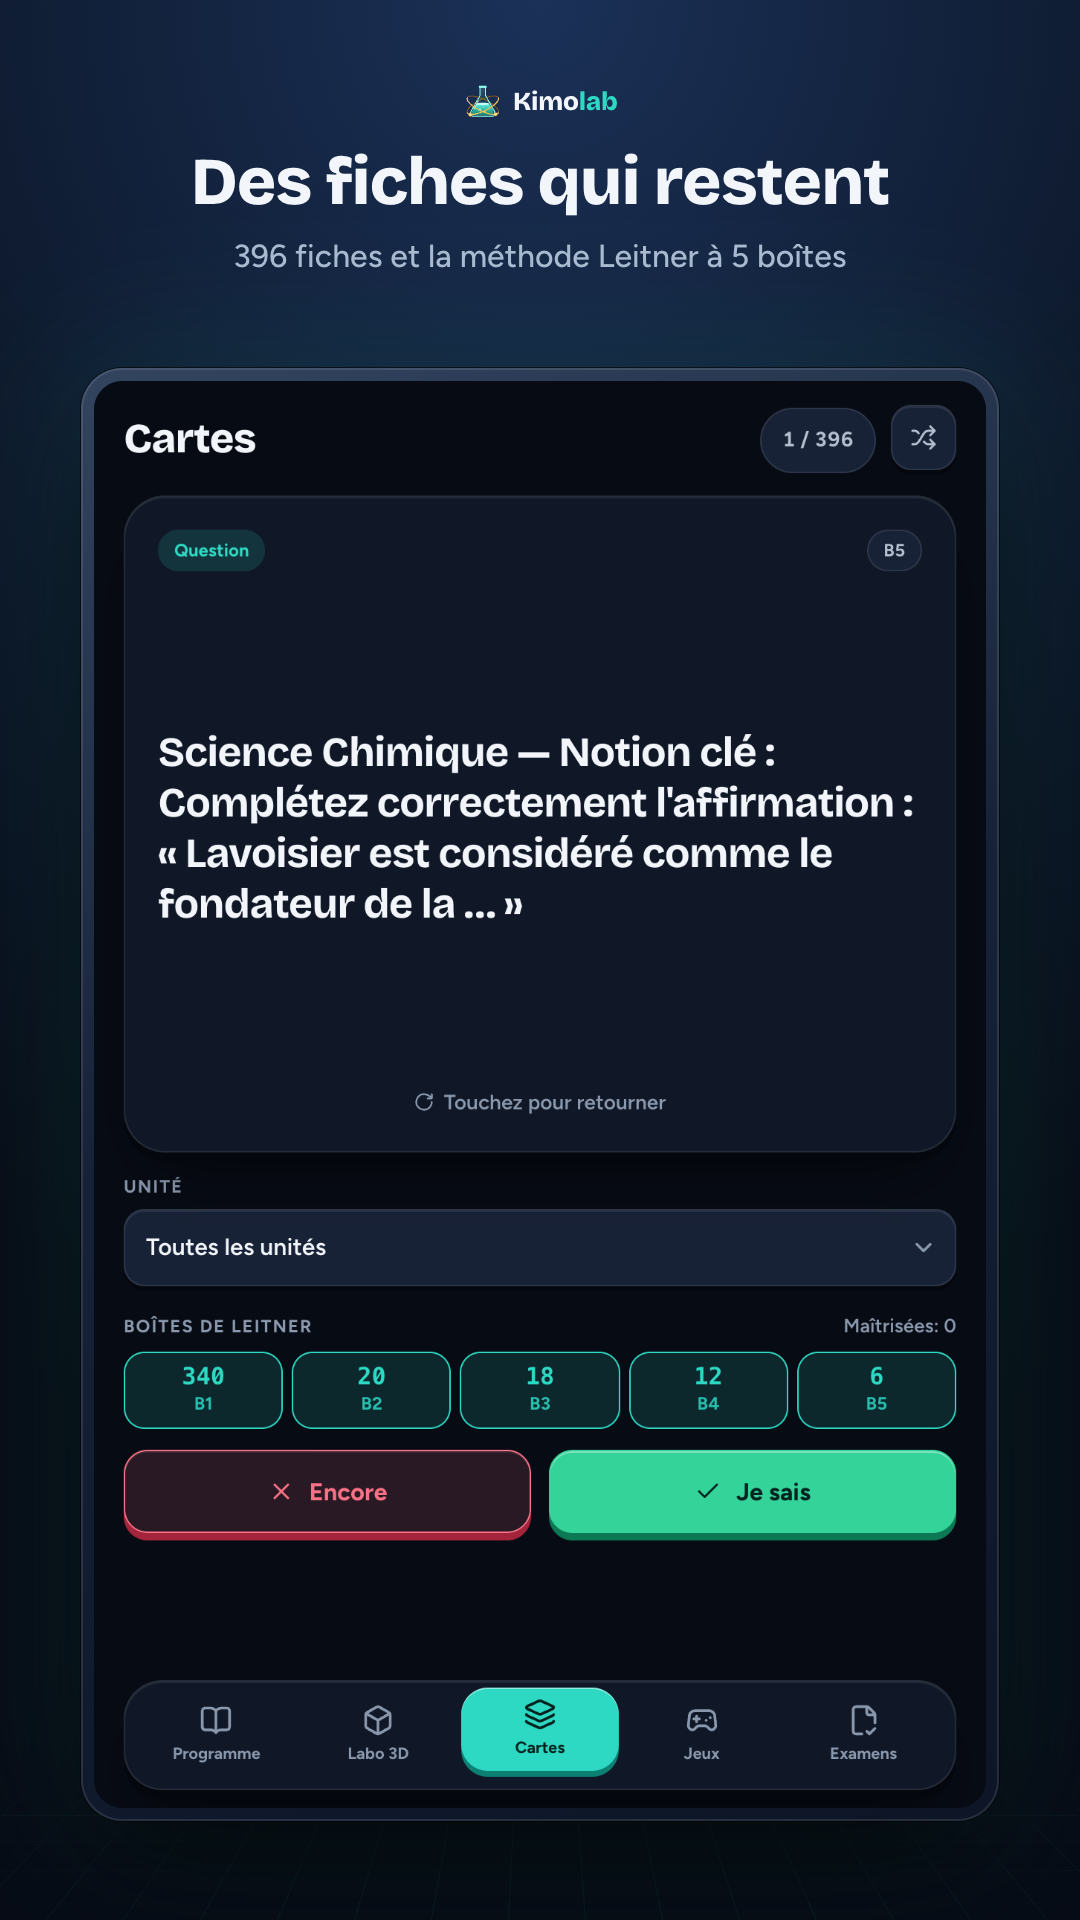 Kimolab
Des fiches qui restent
396 fiches et la méthode Leitner à 5 boîtes
Cartes
1 / 396
Question
B5
Science Chimique — Notion clé :
Complétez correctement l'affirmation :
« Lavoisier est considéré comme le
fondateur de la ... »
Touchez pour retourner
UNITÉ
Toutes les unités
BOÎTES DE LEITNER
Maîtrisées: 0
340
B1
20
B2
18
B3
12
B4
6
B5
Encore
Je sais
Programme
Labo 3D
Cartes
Jeux
Examens